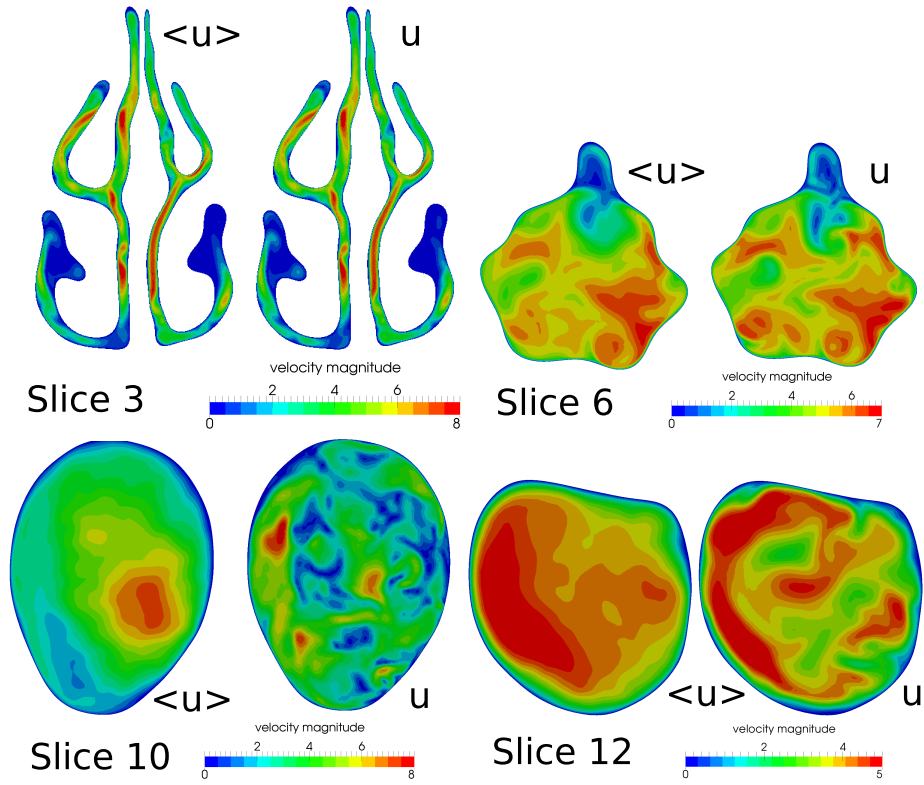 <u>
u
<u>
u
velocity magnitude
2 4 6
0 8
Slice 3
velocity magnitude
2 4 6
0 7
Slice 6
<u>
u
<u>
u
velocity magnitude
2 4 6
0 8
Slice 10
velocity magnitude
2 4
0 5
Slice 12